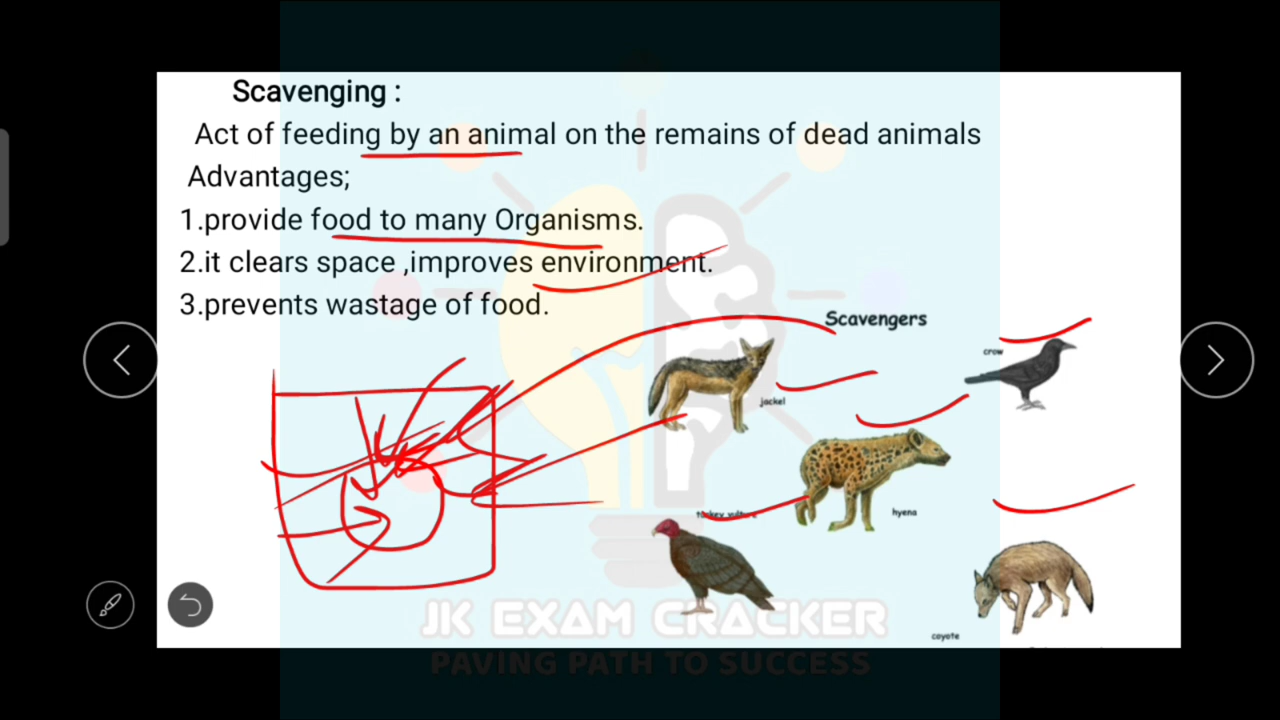 Scavenging :
Act of feeding by an animal on the remains of dead animals
Advantages;
1.provide food to many Organisms.
2.it clears space ,improves environment.
3.prevents wastage of food.
Scavengers
crow
jackel
turkey vulture
hyena
coyote
JK EXAM CRACKER
PAVING PATH TO SUCCESS